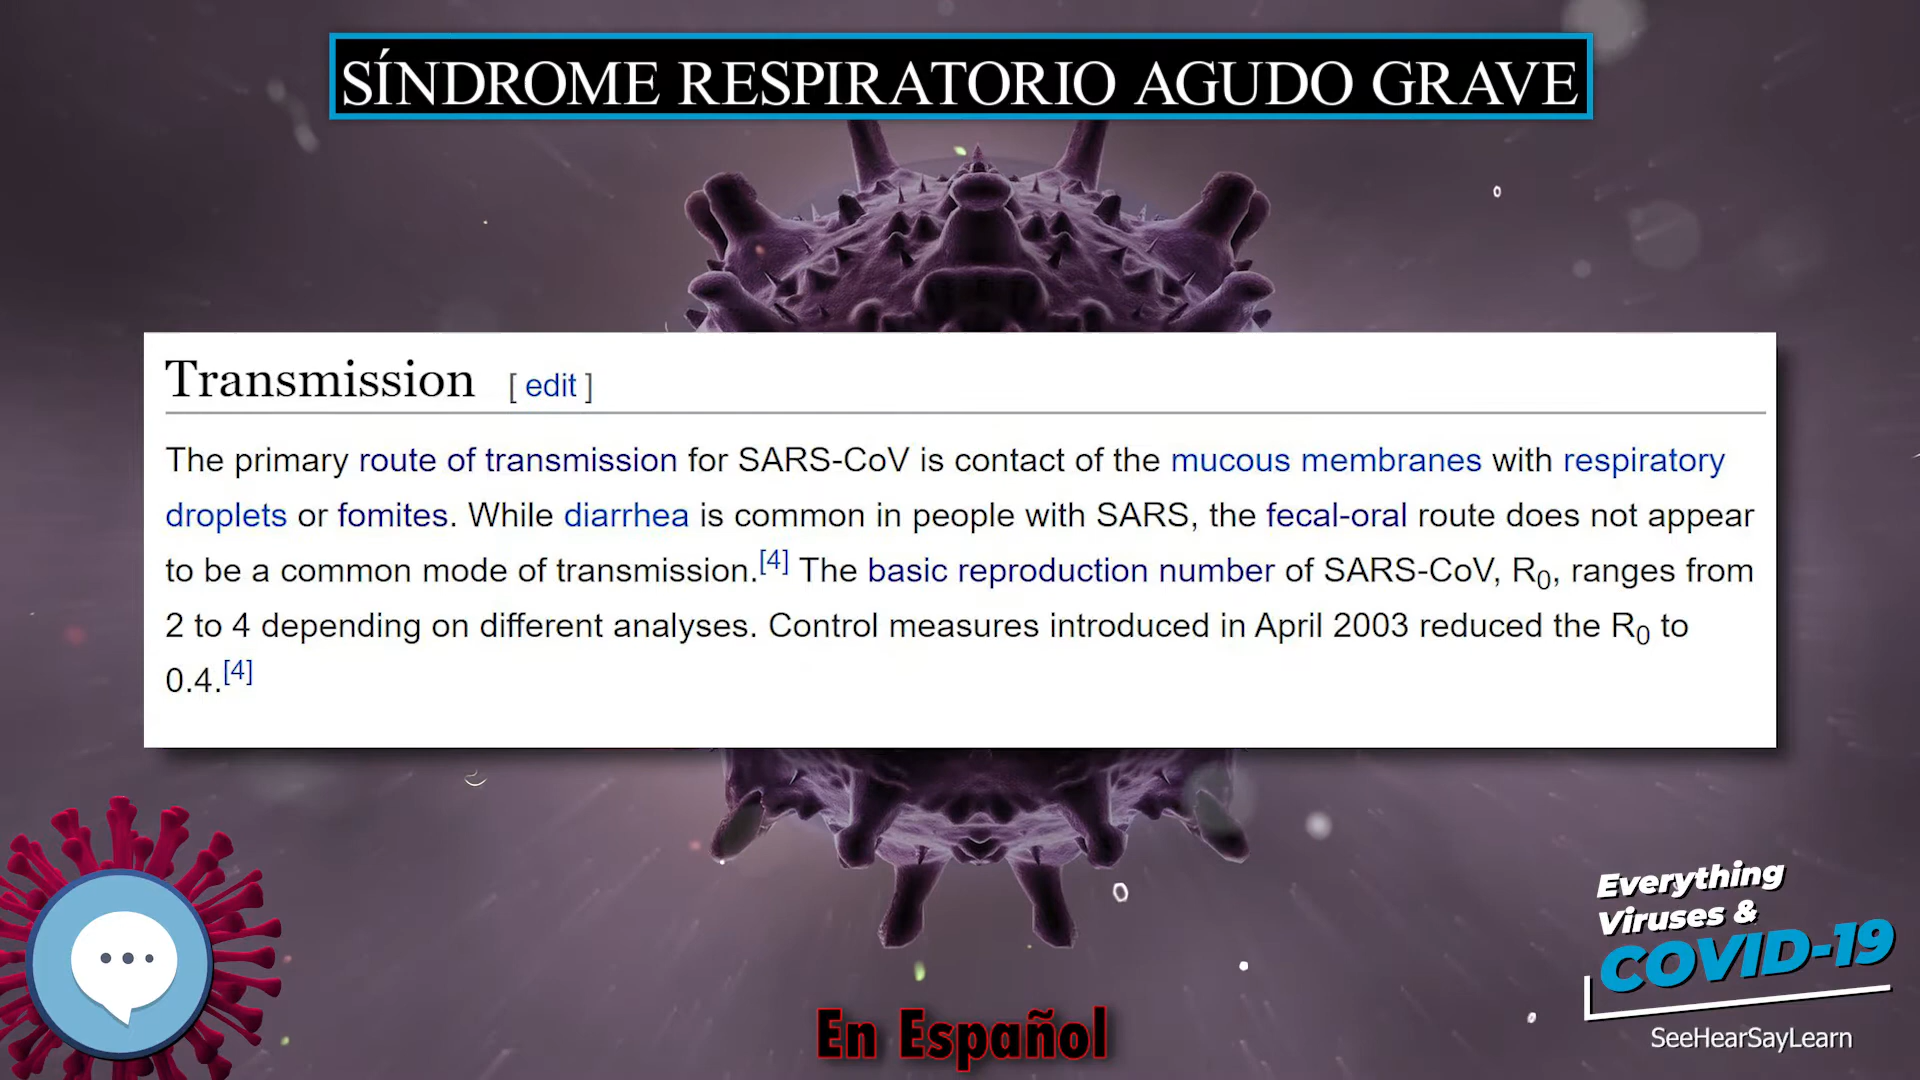 SÍNDROME RESPIRATORIO AGUDO GRAVE
Transmission [ edit ]
The primary route of transmission for SARS-CoV is contact of the mucous membranes with respiratory
droplets or fomites. While diarrhea is common in people with SARS, the fecal-oral route does not appear
to be a common mode of transmission.[4] The basic reproduction number of SARS-CoV, R0, ranges from
2 to 4 depending on different analyses. Control measures introduced in April 2003 reduced the R0 to
0.4.[4]
Everything
Viruses &
COVID-19
SeeHearSayLearn
En Español